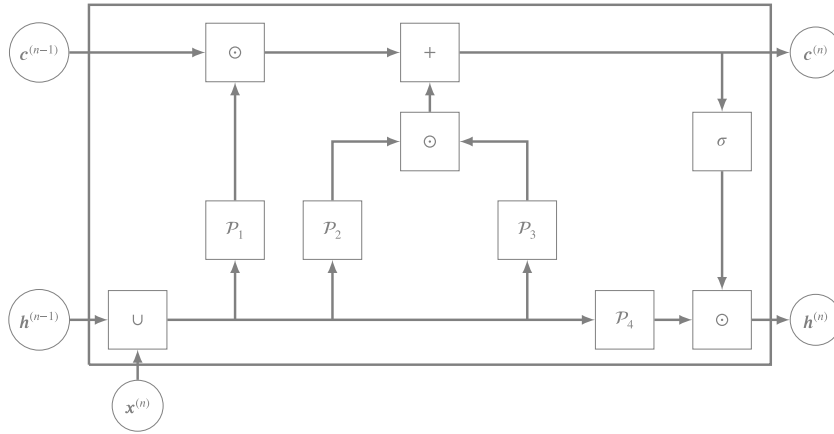 c^(n−1) ⊙ + c^(n)
⊙ σ
𝒫_1 𝒫_2 𝒫_3
h^(n−1) ∪ 𝒫_4 ⊙ h^(n)
x^(n)